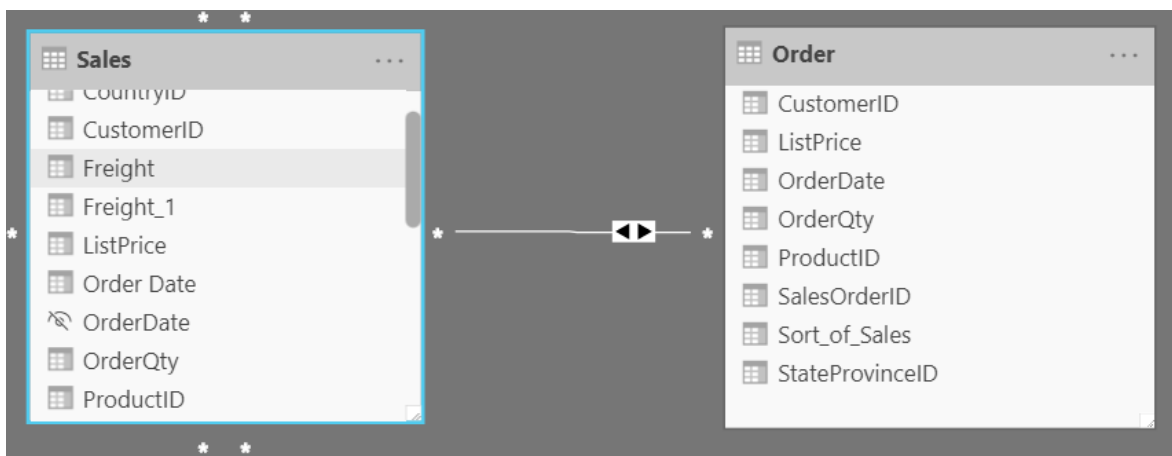 Sales
CountryID
CustomerID
Freight
Freight_1
ListPrice
Order Date
OrderDate
OrderQty
ProductID
Order
CustomerID
ListPrice
OrderDate
OrderQty
ProductID
SalesOrderID
Sort_of_Sales
StateProvinceID